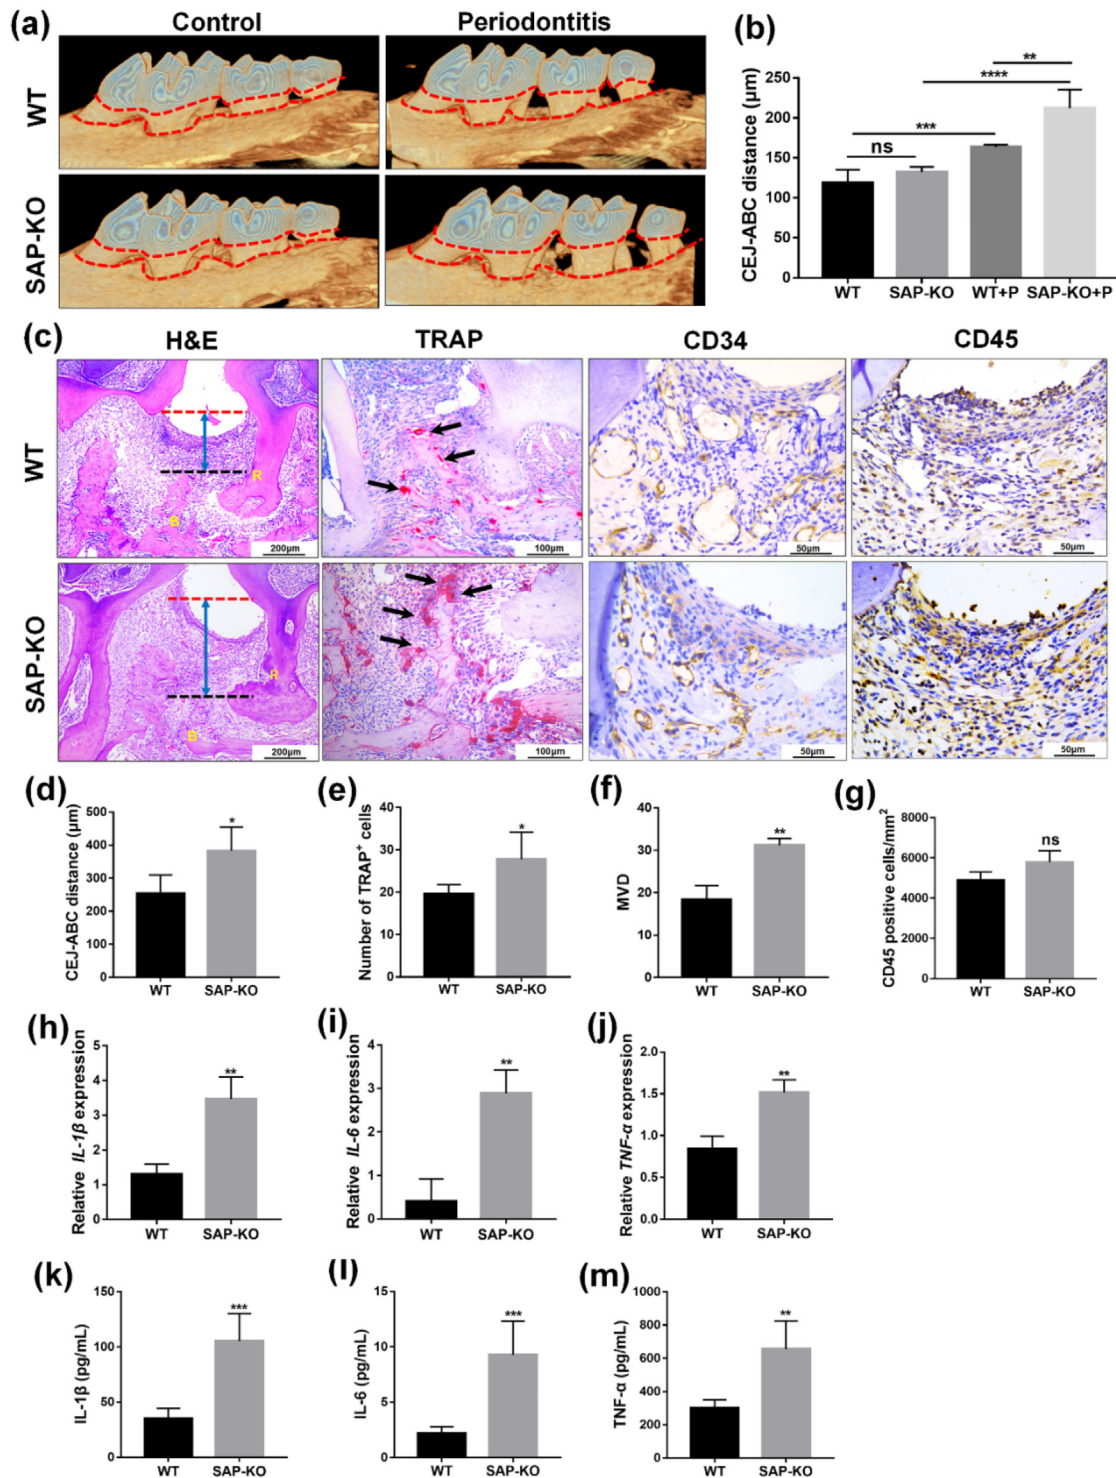 (a)
Control
Periodontitis
WT
SAP-KO
(b)
CEJ-ABC distance (μm)
250
200
150
100
50
0
**
****
***
ns
WT SAP-KO WT+P SAP-KO+P
(c)
H&E TRAP CD34 CD45
WT
R
B
200μm
100μm
50μm
50μm
SAP-KO
R
B
200μm
100μm
50μm
50μm
(d)
CEJ-ABC distance (μm)
500
400
300
200
100
0
*
WT SAP-KO
(e)
Number of TRAP⁺ cells
40
30
20
10
0
*
WT SAP-KO
(f)
MVD
40
30
20
10
0
**
WT SAP-KO
(g)
CD45 positive cells/mm²
8000
6000
4000
2000
0
ns
WT SAP-KO
(h)
Relative IL-1β expression
5
4
3
2
1
0
**
WT SAP-KO
(i)
Relative IL-6 expression
4
3
2
1
0
**
WT SAP-KO
(j)
Relative TNF-α expression
2.0
1.5
1.0
0.5
0.0
**
WT SAP-KO
(k)
IL-1β (pg/mL)
150
100
50
0
***
WT SAP-KO
(l)
IL-6 (pg/mL)
15
10
5
0
***
WT SAP-KO
(m)
TNF-α (pg/mL)
1000
800
600
400
200
0
**
WT SAP-KO